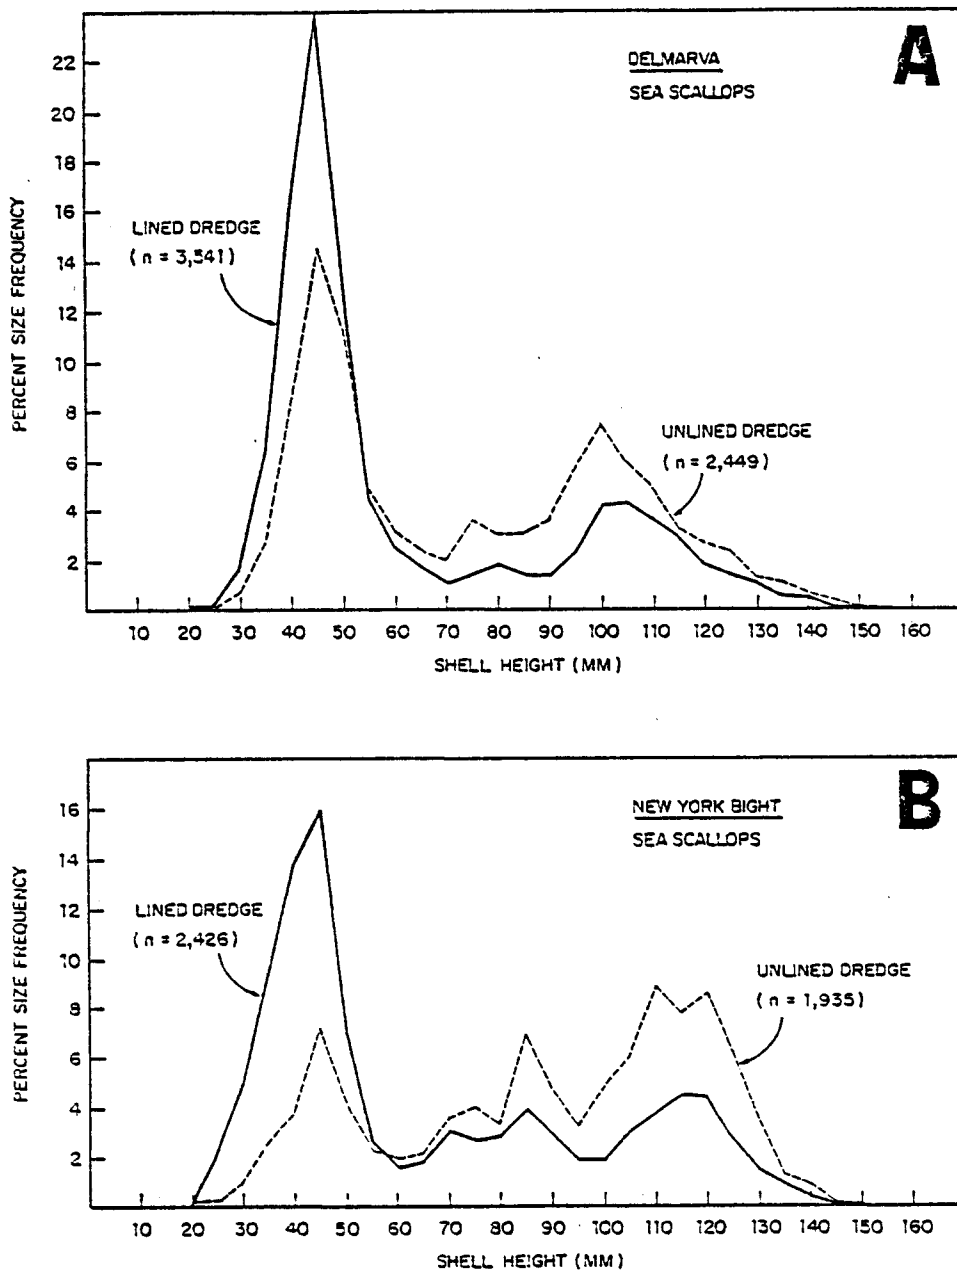 A
DELMARVA
SEA SCALLOPS
22
20
18
16
14
12
10
8
6
4
2
PERCENT SIZE FREQUENCY
LINED DREDGE
(n = 3,541)
UNLINED DREDGE
(n = 2,449)
10 20 30 40 50 60 70 80 90 100 110 120 130 140 150 160
SHELL HEIGHT (MM)
B
NEW YORK BIGHT
SEA SCALLOPS
16
14
12
10
8
6
4
2
PERCENT SIZE FREQUENCY
LINED DREDGE
(n = 2,426)
UNLINED DREDGE
(n = 1,935)
10 20 30 40 50 60 70 80 90 100 110 120 130 140 150 160
SHELL HEIGHT (MM)